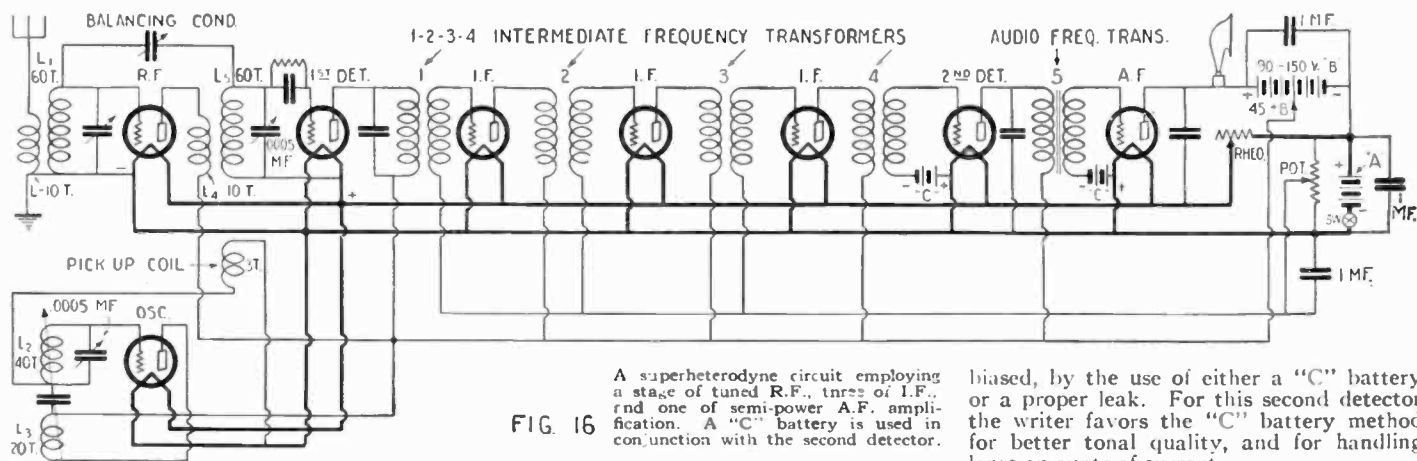 BALANCING COND.
1-2-3-4 INTERMEDIATE FREQUENCY TRANSFORMERS
AUDIO FREQ. TRANS.
1 MF.
L1
60T.
R.F
L5 60T.
1ST DET.
1
I.F.
2
I.F.
3
I.F.
4
2ND DET.
5
A.F
90-150 V. "B"
+
-
45 +B
.0005
MF
RHEO.
POT.
+
"A"
-
SW
1 MF.
-
L-10 T.
L4 10 T.
+
- "C" +
- "C" +
1 MF.
PICK UP COIL
3T.
.0005 MF
OSC.
L2
40T.
L3
20T.
FIG. 16
A superheterodyne circuit employing
a stage of tuned R.F., three of I.F.,
and one of semi-power A.F. ampli-
fication. A "C" battery is used in
conjunction with the second detector.
biased, by the use of either a "C" battery
or a proper leak. For this second detector
the writer favors the "C" battery method
for better tonal quality, and for handling